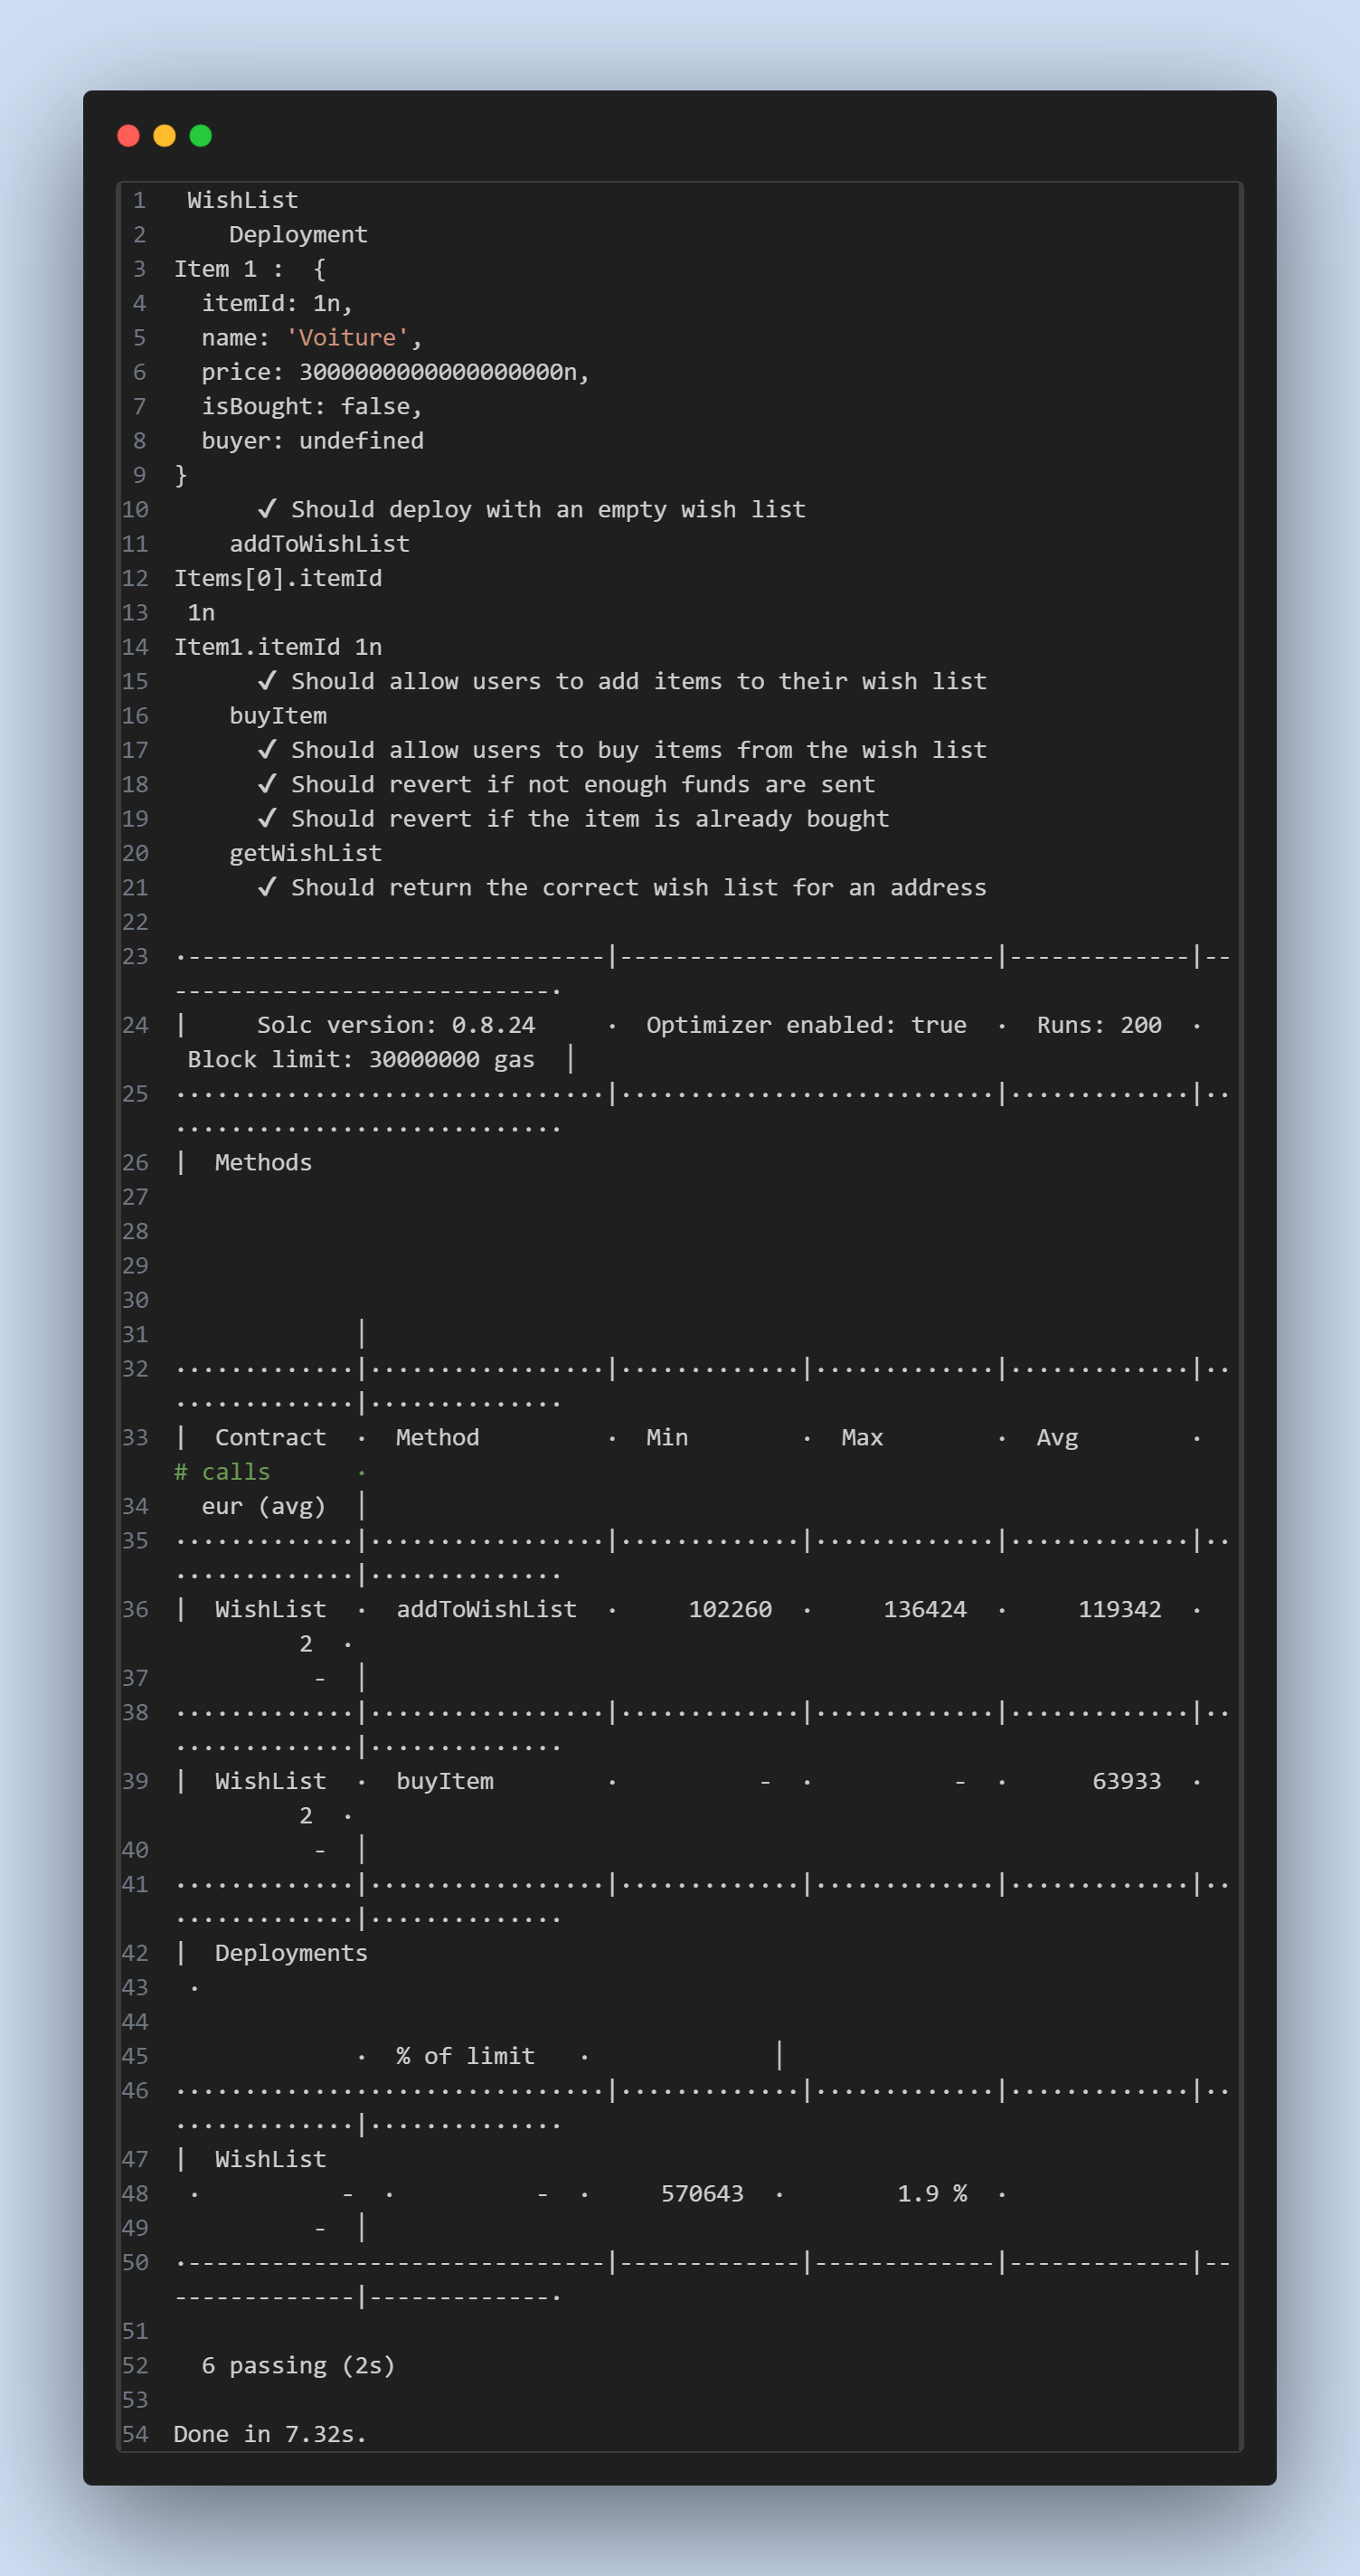 1 WishList
2 Deployment
3 Item 1 :  {
4 itemId: 1n,
5 name: 'Voiture',
6 price: 3000000000000000000n,
7 isBought: false,
8 buyer: undefined
9 }
10 ✓ Should deploy with an empty wish list
11 addToWishList
12 Items[0].itemId
13 1n
14 Item1.itemId 1n
15 ✓ Should allow users to add items to their wish list
16 buyItem
17 ✓ Should allow users to buy items from the wish list
18 ✓ Should revert if not enough funds are sent
19 ✓ Should revert if the item is already bought
20 getWishList
21 ✓ Should return the correct wish list for an address
22
23 ·------------------------------|---------------------------|-------------|--
---------------------------·
24 |     Solc version: 0.8.24     ·  Optimizer enabled: true  ·  Runs: 200  ·
Block limit: 30000000 gas  |
25 ·······························|···························|·············|··
····························
26 |  Methods
27
28
29
30
31 |
32 ·············|·················|·············|·············|·············|··
·············|··············
33 |  Contract  ·  Method         ·  Min        ·  Max        ·  Avg        ·
# calls      ·
34 eur (avg)  |
35 ·············|·················|·············|·············|·············|··
·············|··············
36 |  WishList  ·  addToWishList  ·     102260  ·     136424  ·     119342  ·
2  ·
37 -  |
38 ·············|·················|·············|·············|·············|··
·············|··············
39 |  WishList  ·  buyItem        ·          -  ·          -  ·      63933  ·
2  ·
40 -  |
41 ·············|·················|·············|·············|·············|··
·············|··············
42 |  Deployments
43 ·
44
45 ·  % of limit   ·             |
46 ·······························|·············|·············|·············|··
·············|··············
47 |  WishList
48 ·          -  ·          -  ·     570643  ·        1.9 %  ·
49 -  |
50 ·------------------------------|-------------|-------------|-------------|--
-------------|-------------·
51
52 6 passing (2s)
53
54 Done in 7.32s.